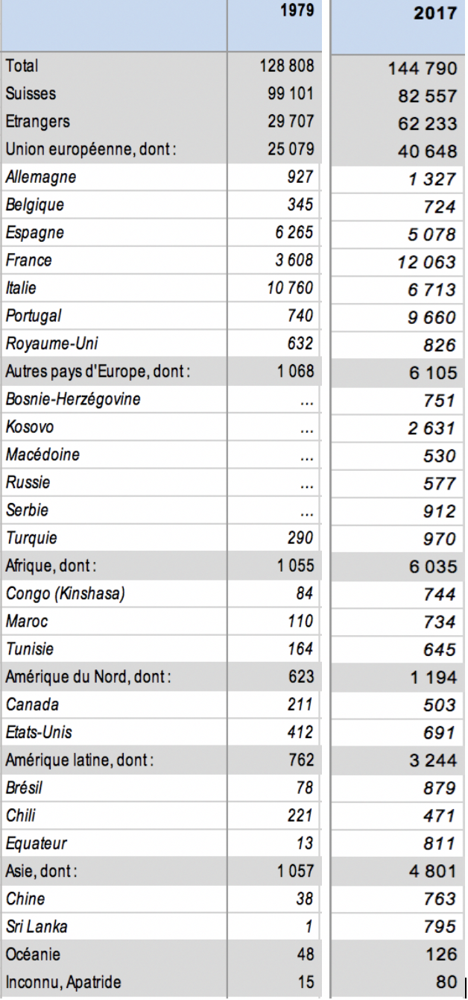 1979 2017
Total 128 808 144 790
Suisses 99 101 82 557
Etrangers 29 707 62 233
Union européenne, dont : 25 079 40 648
Allemagne 927 1 327
Belgique 345 724
Espagne 6 265 5 078
France 3 608 12 063
Italie 10 760 6 713
Portugal 740 9 660
Royaume-Uni 632 826
Autres pays d'Europe, dont : 1 068 6 105
Bosnie-Herzégovine ... 751
Kosovo ... 2 631
Macédoine ... 530
Russie ... 577
Serbie ... 912
Turquie 290 970
Afrique, dont : 1 055 6 035
Congo (Kinshasa) 84 744
Maroc 110 734
Tunisie 164 645
Amérique du Nord, dont : 623 1 194
Canada 211 503
Etats-Unis 412 691
Amérique latine, dont : 762 3 244
Brésil 78 879
Chili 221 471
Equateur 13 811
Asie, dont : 1 057 4 801
Chine 38 763
Sri Lanka 1 795
Océanie 48 126
Inconnu, Apatride 15 80